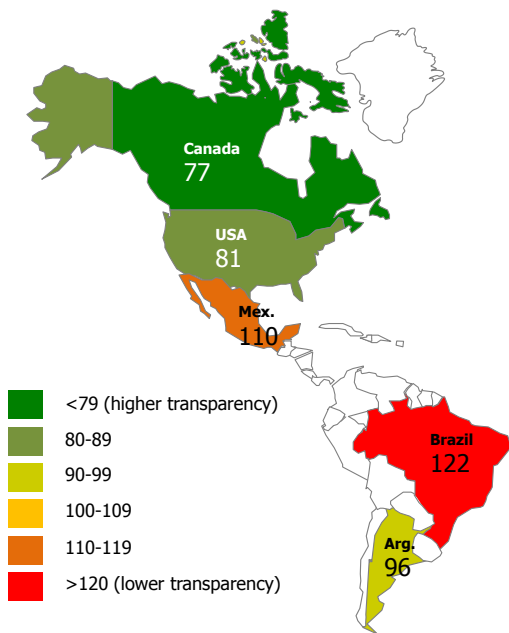 Canada
77
USA
81
Mex.
110
<79 (higher transparency)
80-89
90-99
100-109
110-119
>120 (lower transparency)
Brazil
122
Arg.
96